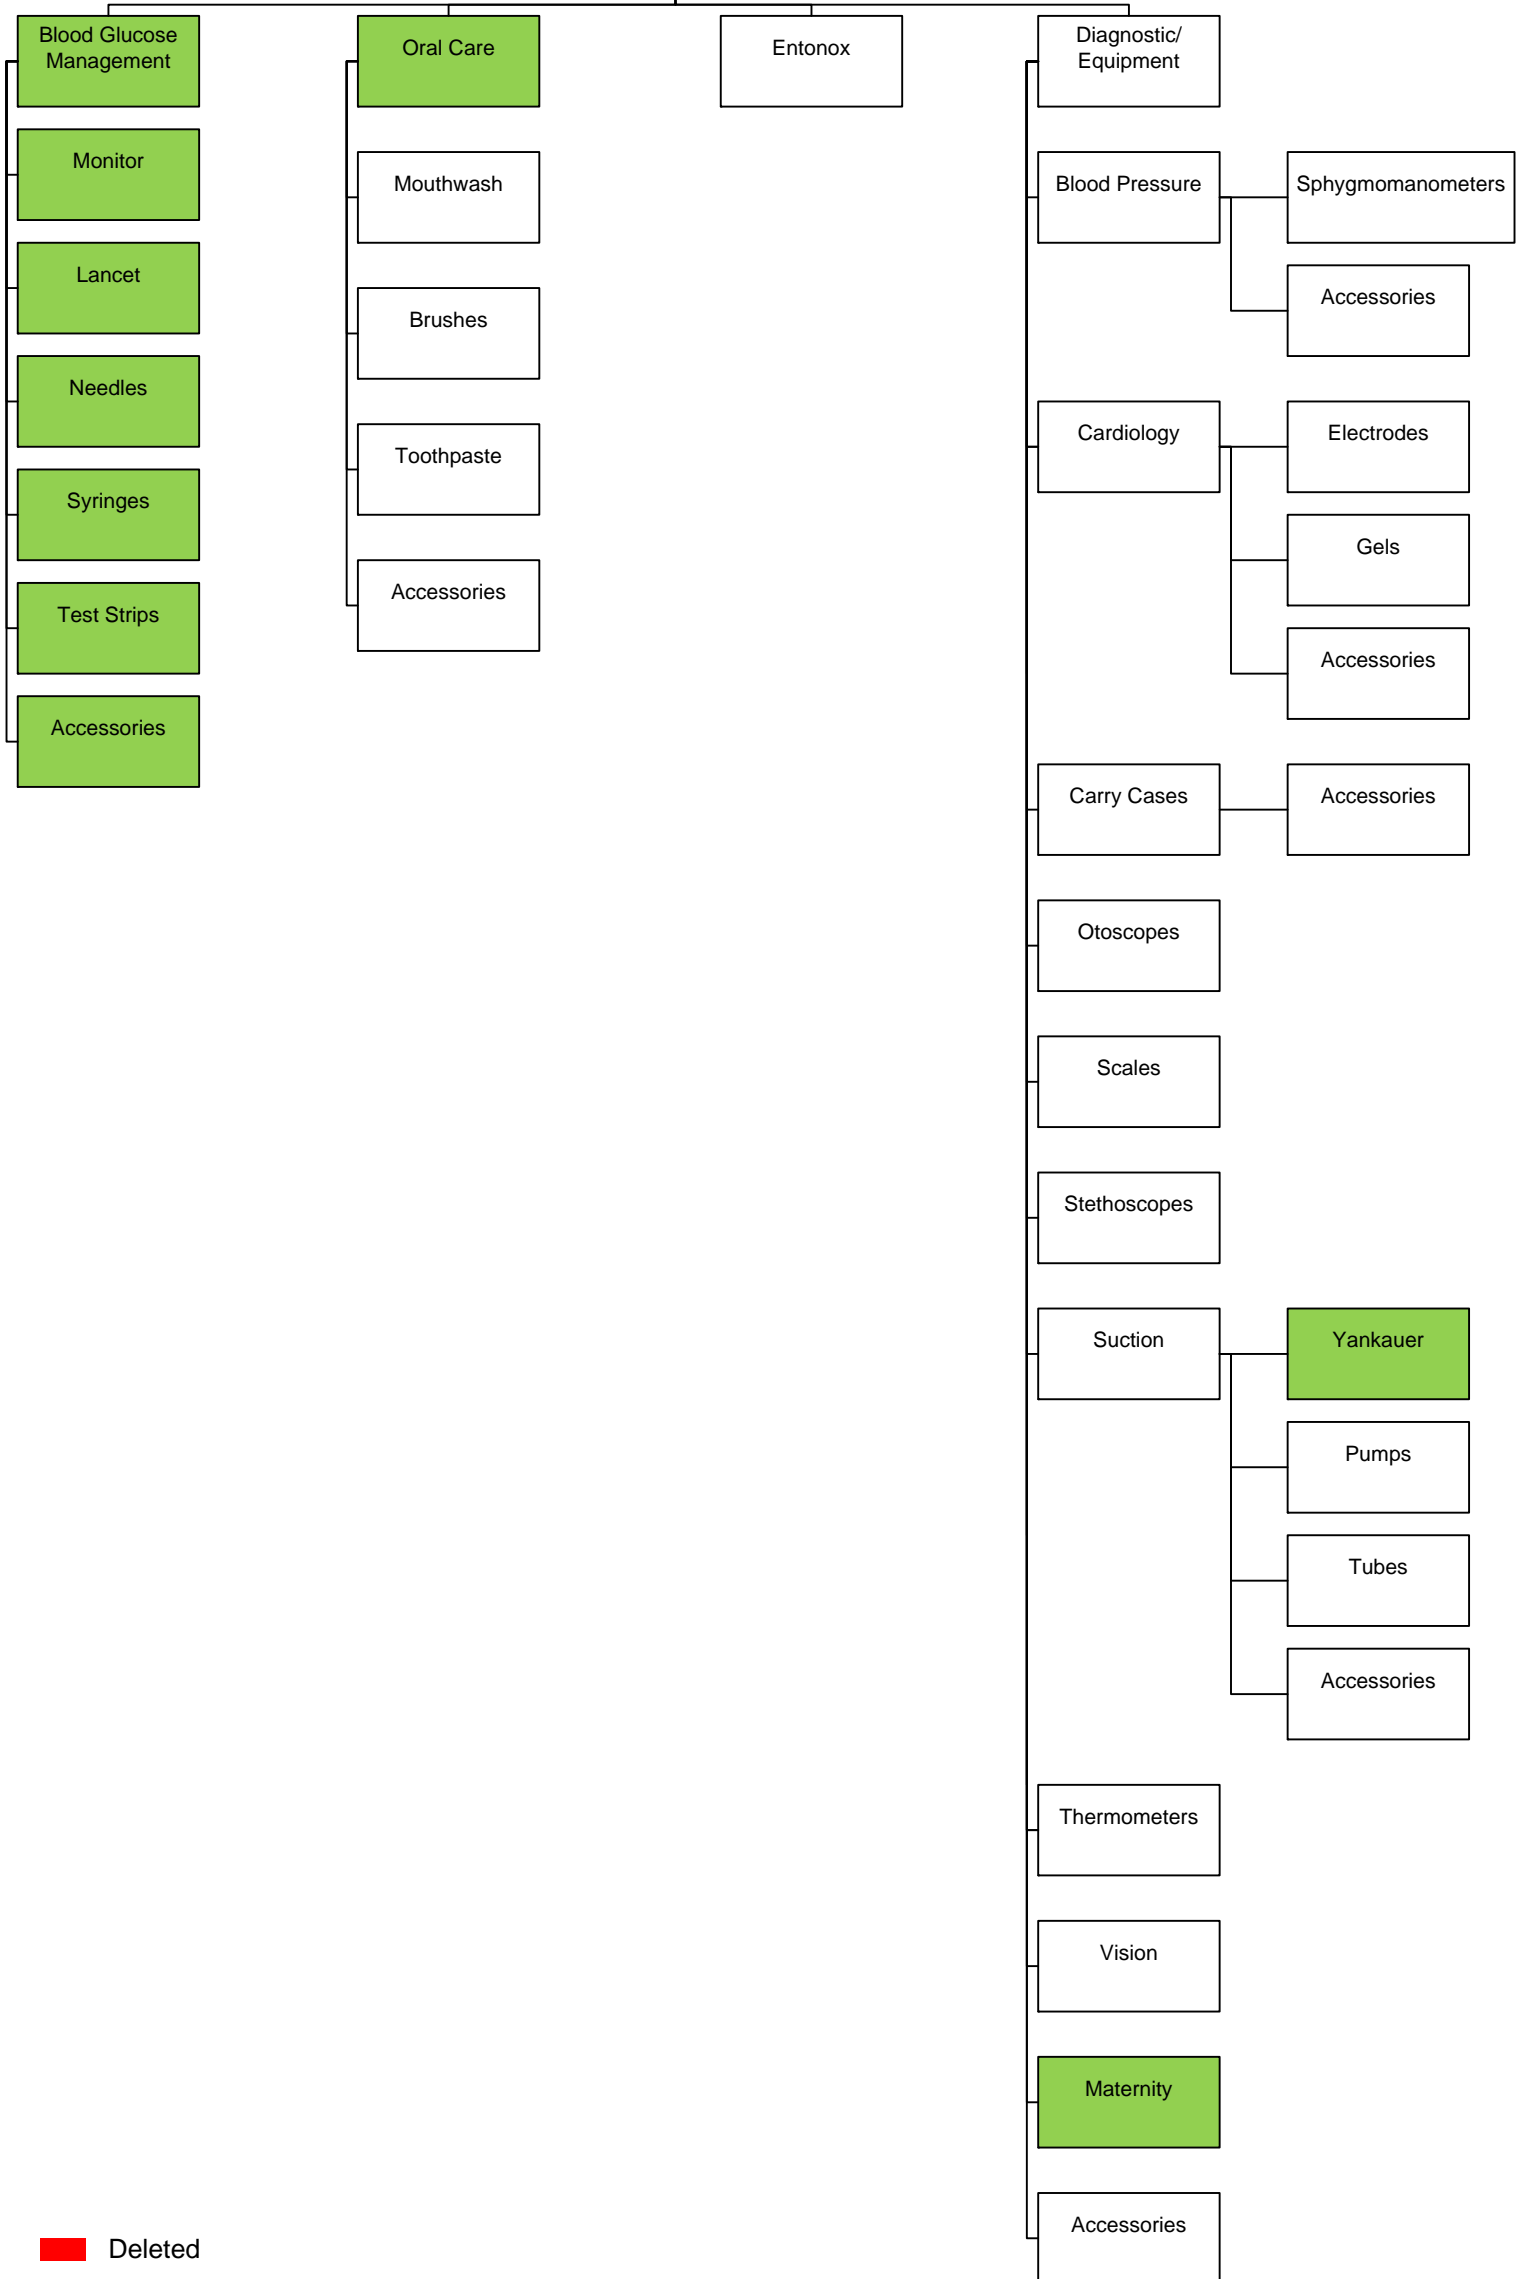 Blood Glucose
Management
Monitor
Lancet
Needles
Syringes
Test Strips
Accessories
Oral Care
Mouthwash
Brushes
Toothpaste
Accessories
Entonox
Diagnostic/
Equipment
Blood Pressure
Sphygmomanometers
Accessories
Cardiology
Electrodes
Gels
Accessories
Carry Cases
Accessories
Otoscopes
Scales
Stethoscopes
Suction
Yankauer
Pumps
Tubes
Accessories
Thermometers
Vision
Maternity
Accessories
Deleted